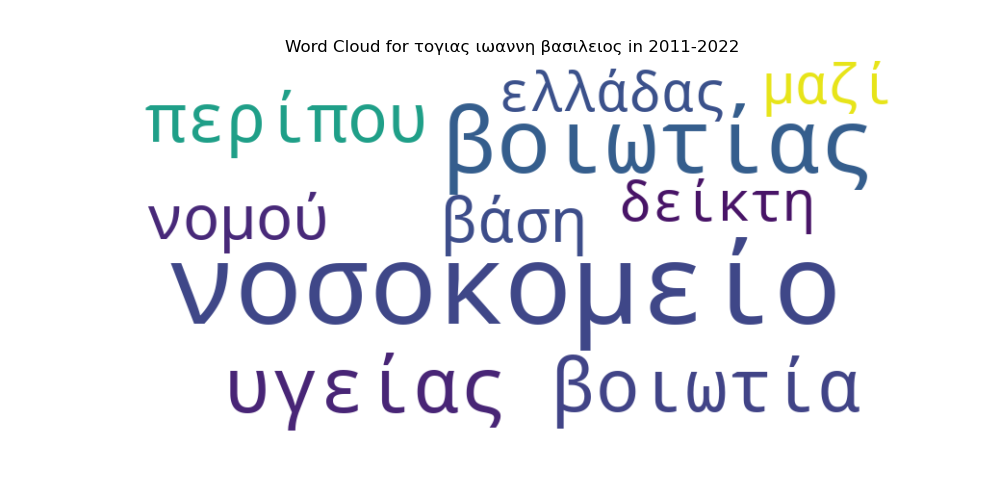 Word Cloud for τογιας ιωαννη βασιλειος in 2011-2022
ελλάδας μαζί
περίπου βοιωτίας
νομού βάση δείκτη
νοσοκομείο
υγείας βοιωτία